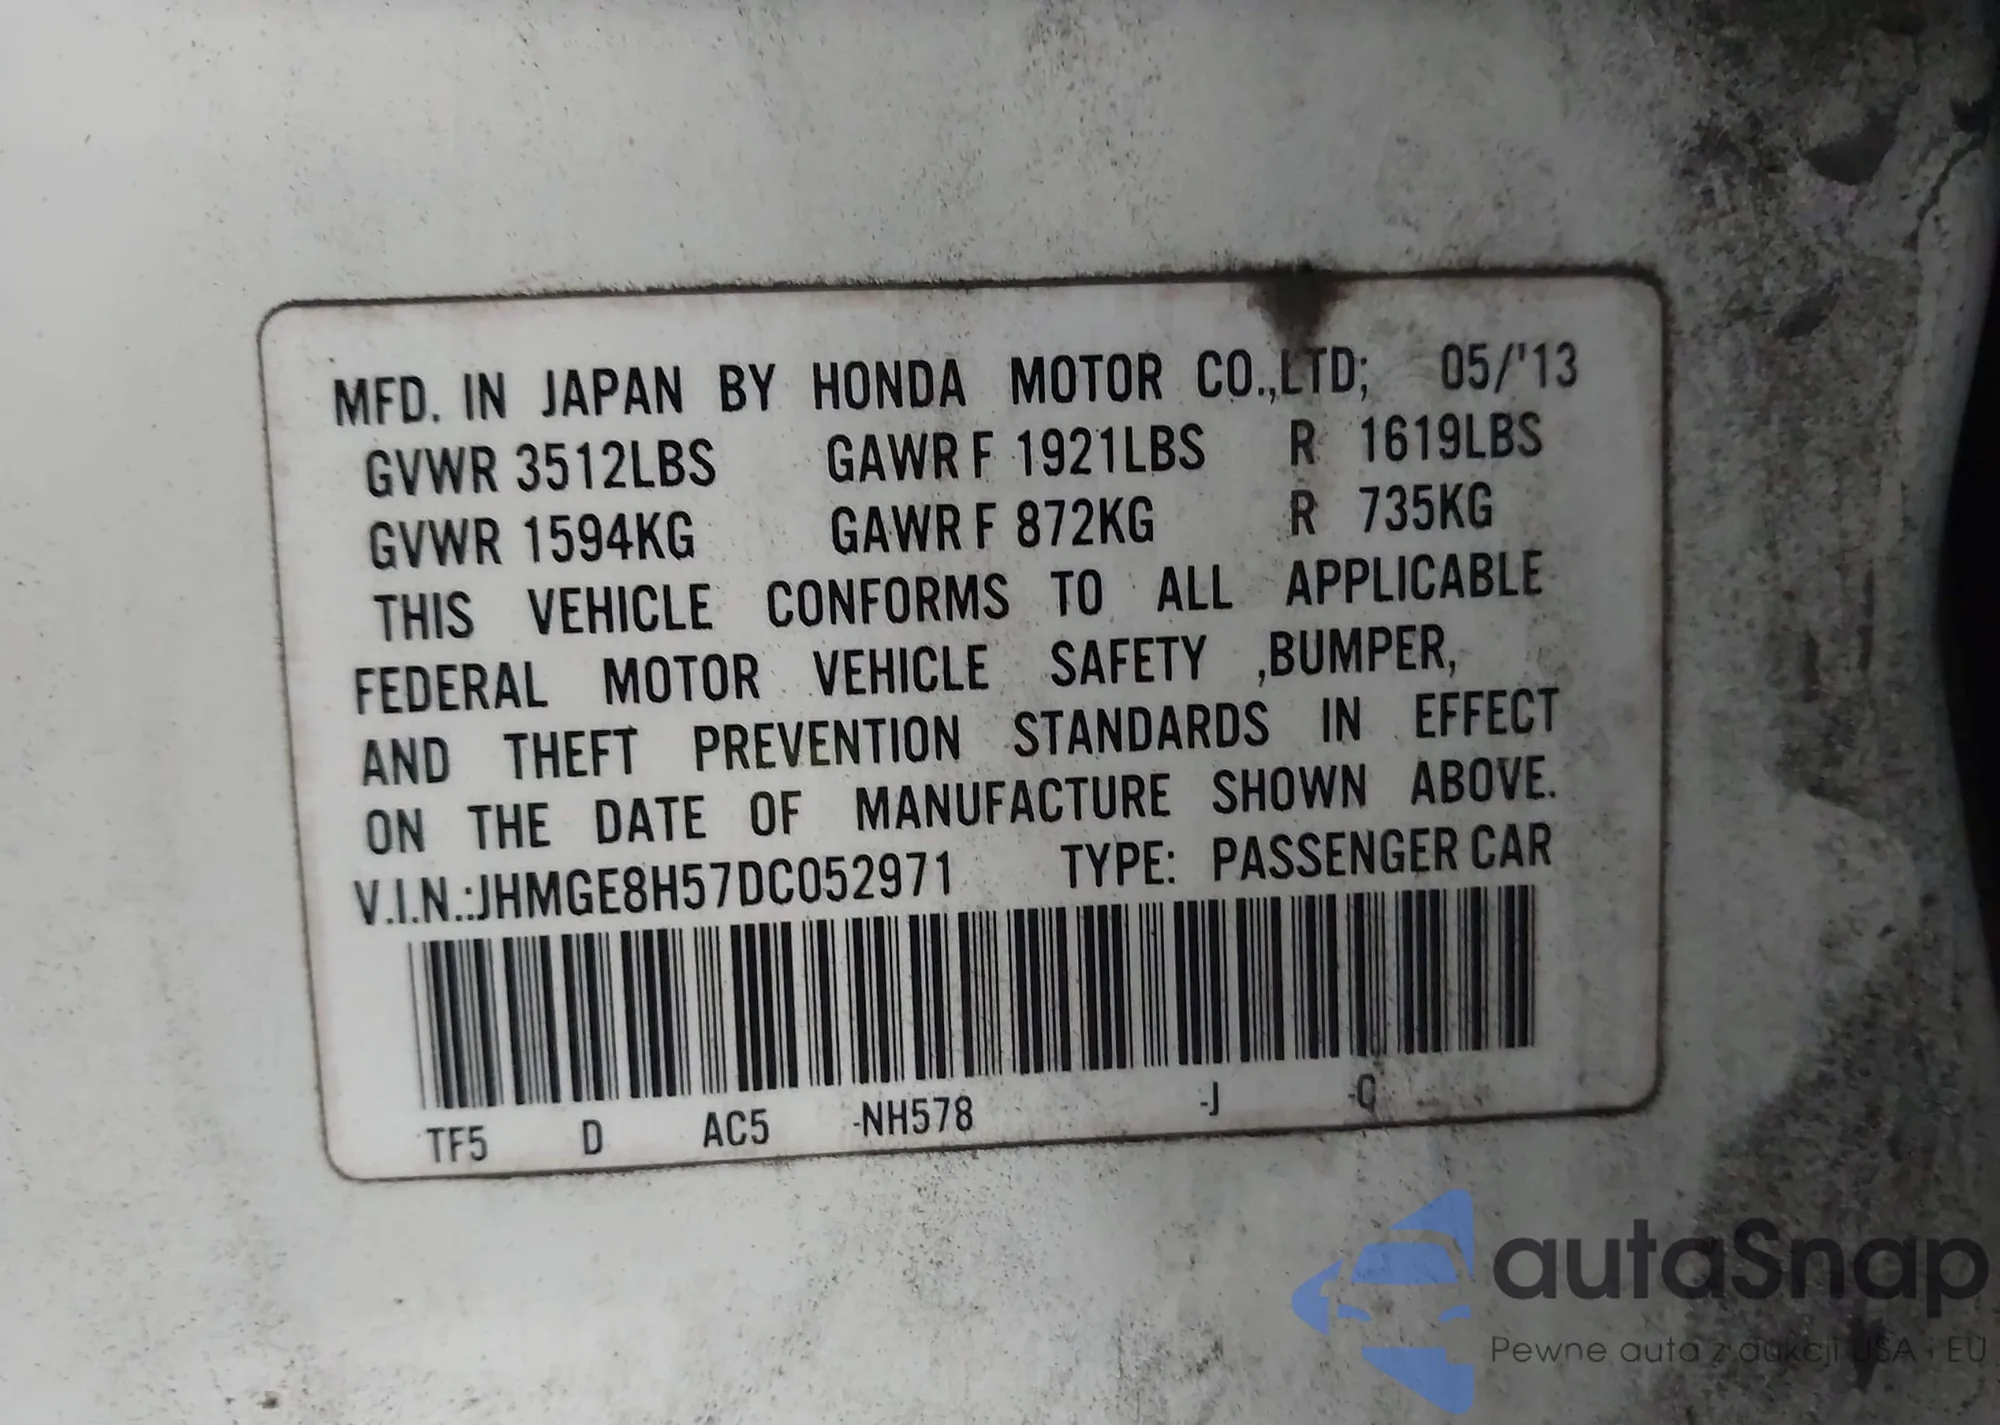 MFD. IN JAPAN BY HONDA MOTOR CO.,LTD; 05/'13
GVWR 3512LBS GAWR F 1921LBS R 1619LBS
GVWR 1594KG GAWR F 872KG R 735KG
THIS VEHICLE CONFORMS TO ALL APPLICABLE
FEDERAL MOTOR VEHICLE SAFETY ,BUMPER,
AND THEFT PREVENTION STANDARDS IN EFFECT
ON THE DATE OF MANUFACTURE SHOWN ABOVE.
V.I.N.:JHMGE8H57DC052971 TYPE: PASSENGER CAR
TF5 D AC5 -NH578 -J
autaSnap
Pewne auta z aukcji USA i EU